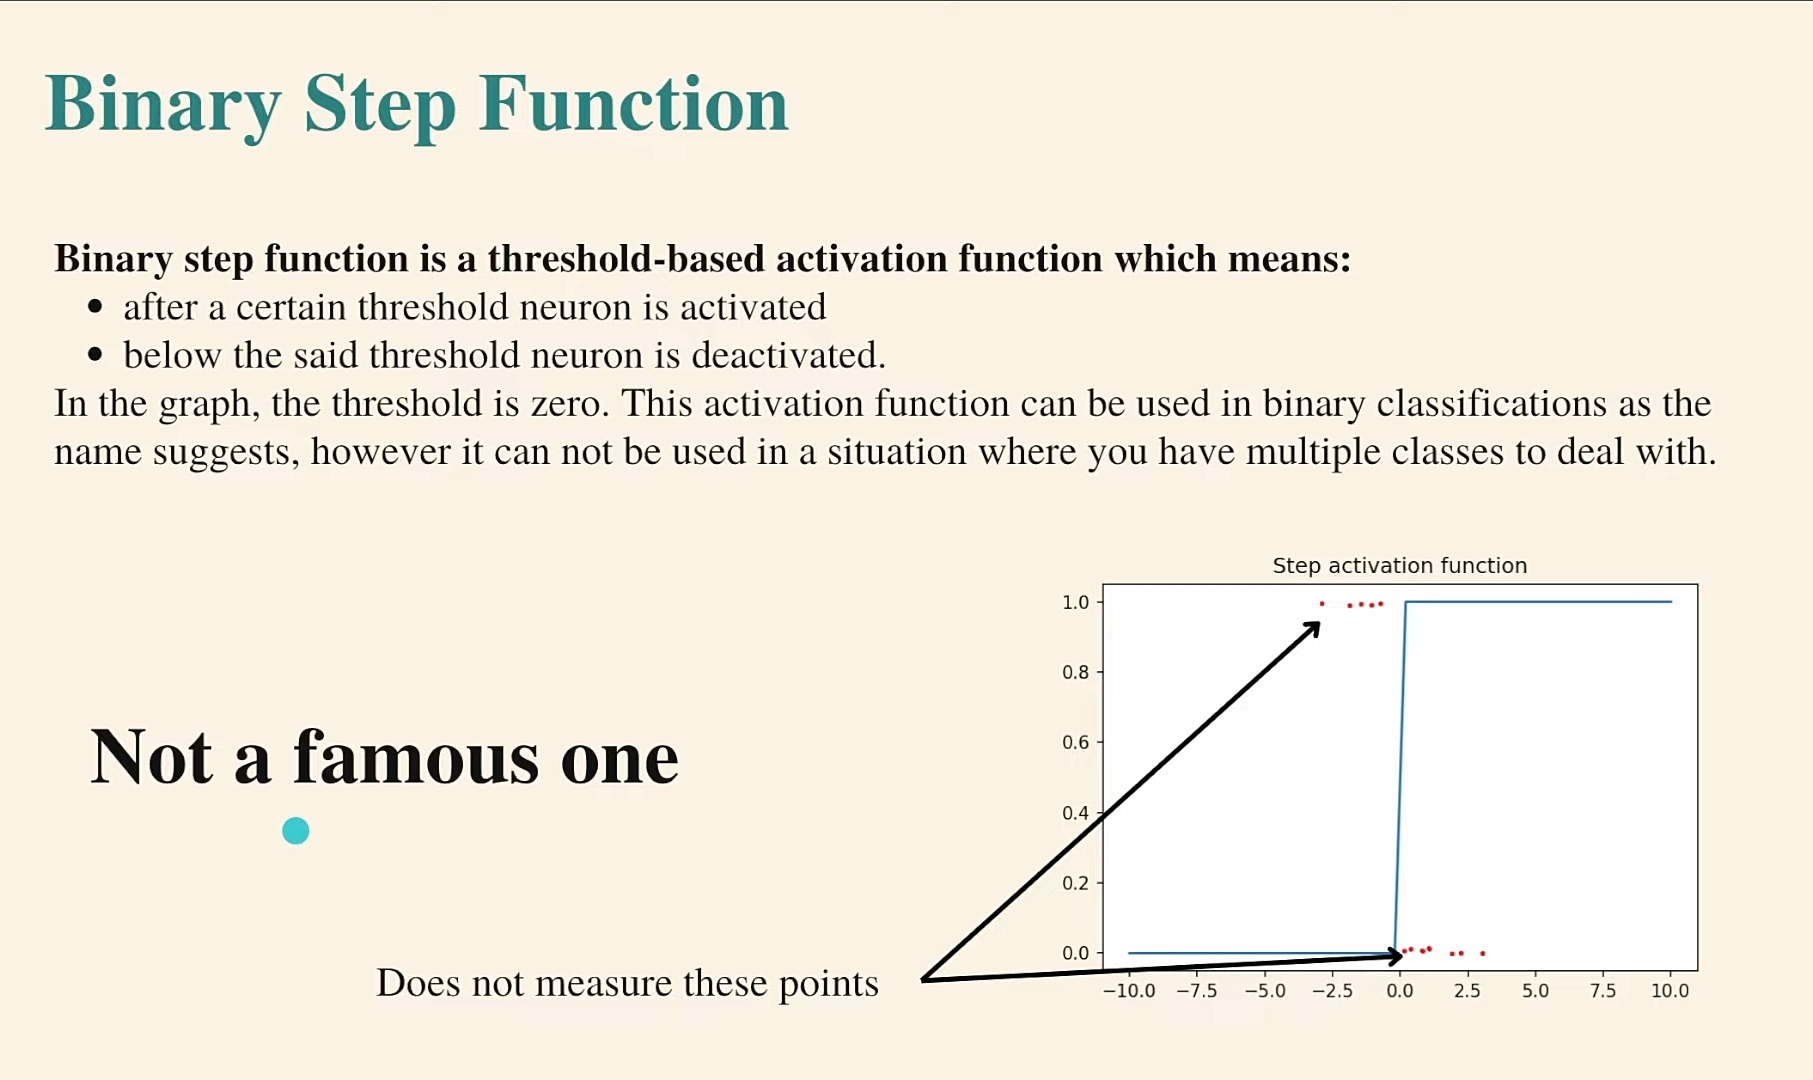 Binary Step Function
Binary step function is a threshold-based activation function which means:
• after a certain threshold neuron is activated
• below the said threshold neuron is deactivated.
In the graph, the threshold is zero. This activation function can be used in binary classifications as the
name suggests, however it can not be used in a situation where you have multiple classes to deal with.
Step activation function
1.0
0.8
0.6
0.4
0.2
0.0
−10.0 −7.5 −5.0 −2.5 0.0 2.5 5.0 7.5 10.0
Not a famous one
Does not measure these points